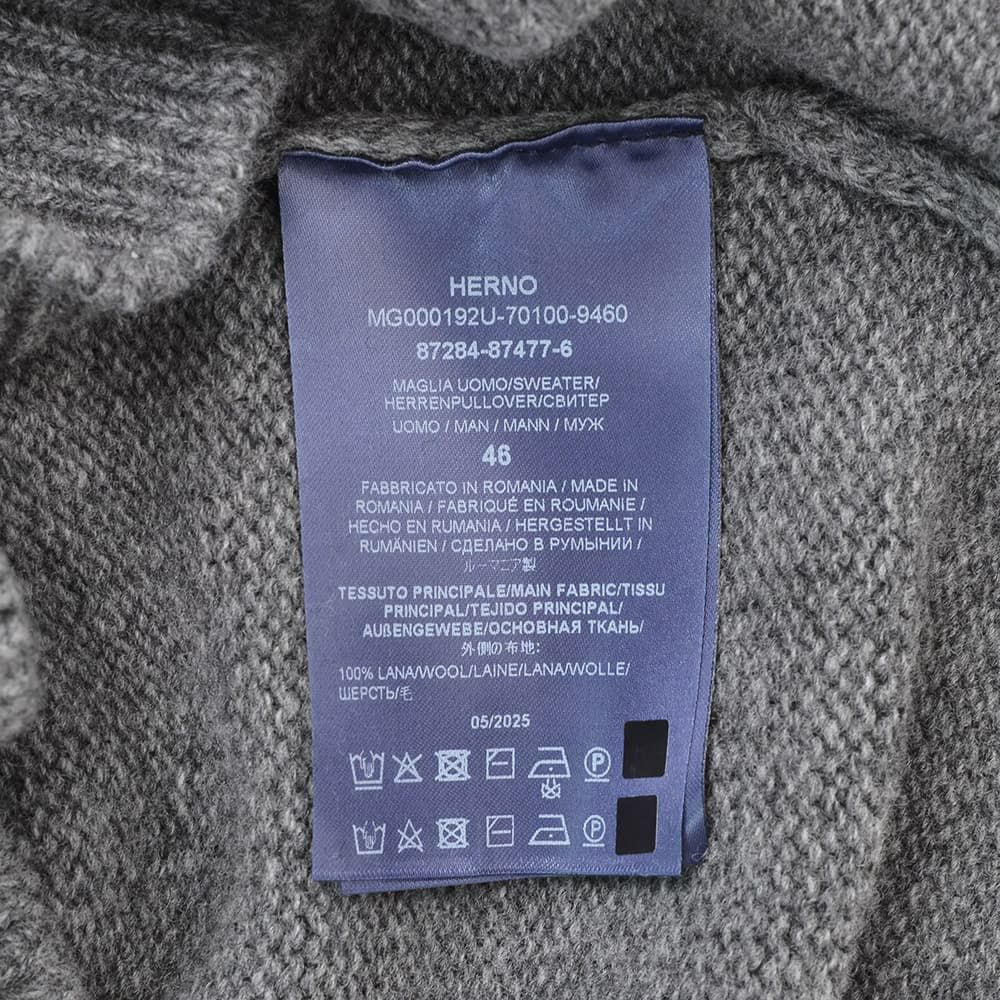 HERNO
MG000192U-70100-9460
87284-87477-6
MAGLIA UOMO/SWEATER/
HERRENPULLOVER/СВИТЕР
UOMO / MAN / MANN / МУЖ
46
FABBRICATO IN ROMANIA / MADE IN
ROMANIA / FABRIQUÉ EN ROUMANIE /
HECHO EN RUMANIA / HERGESTELLT IN
RUMÄNIEN / СДЕЛАНО В РУМЫНИИ /
ルーマニア製
TESSUTO PRINCIPALE/MAIN FABRIC/TISSU
PRINCIPAL/TEJIDO PRINCIPAL/
AUßENGEWEBE/ОСНОВНАЯ ТКАНЬ/
外側の布地:
100% LANA/WOOL/LAINE/LANA/WOLLE/
ШЕРСТЬ/毛
05/2025
P
P